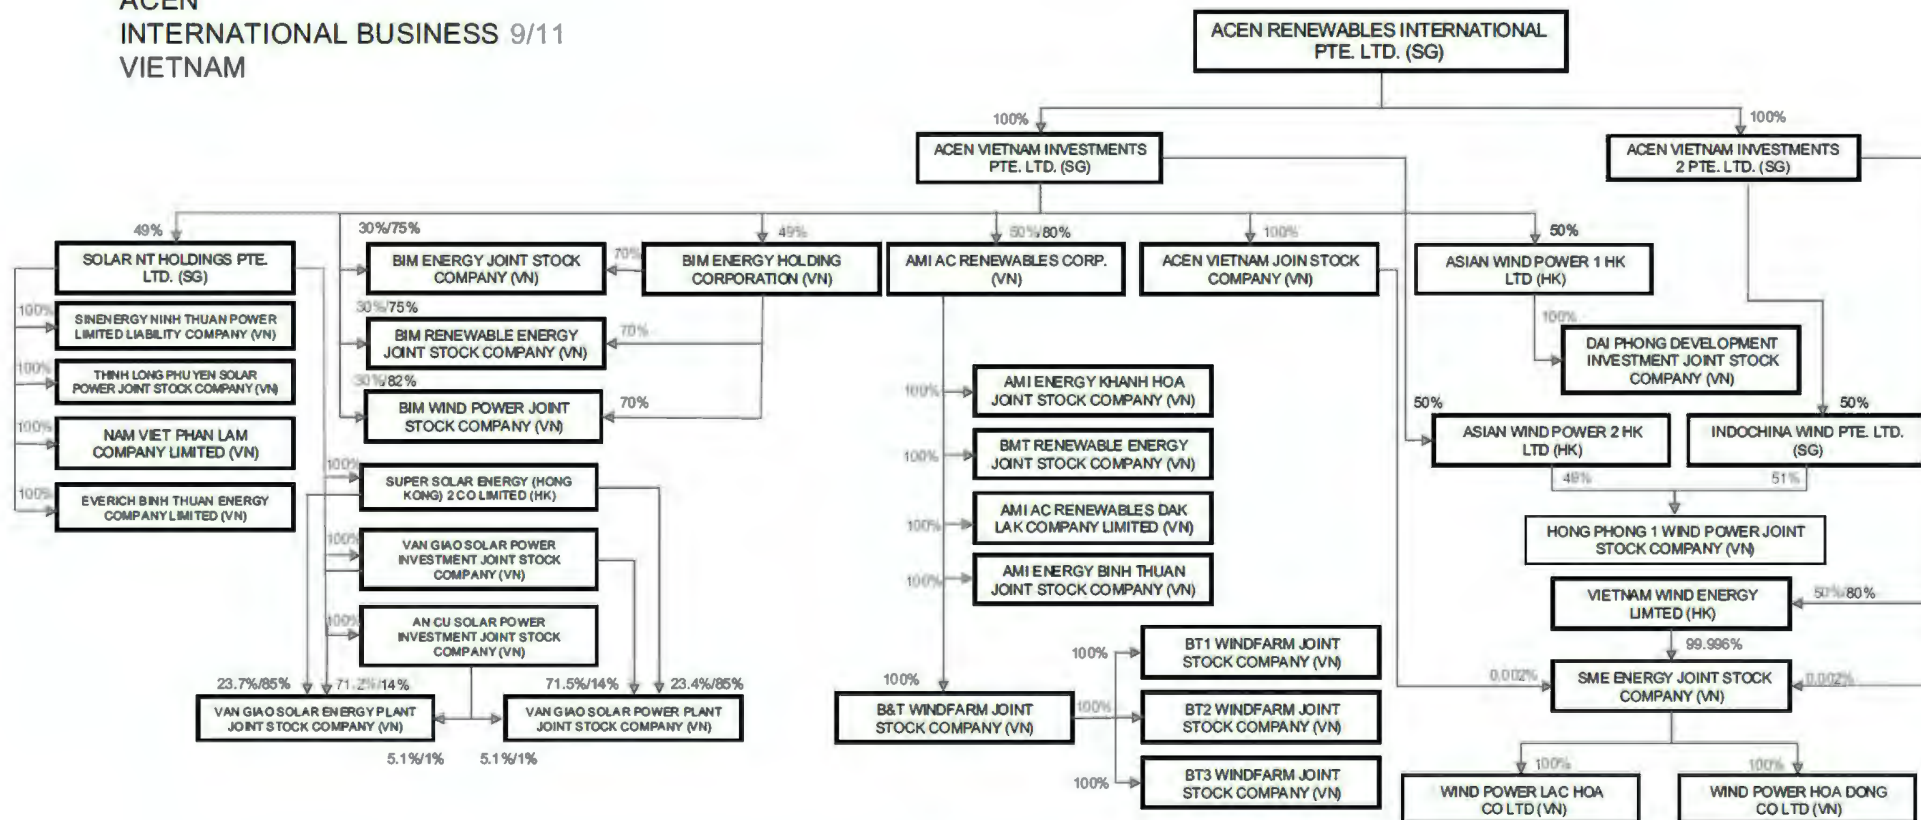 ACEN
INTERNATIONAL BUSINESS 9/11
VIETNAM
ACEN RENEWABLES INTERNATIONAL
PTE. LTD. (SG)
100%
100%
ACEN VIETNAM INVESTMENTS
PTE. LTD. (SG)
ACEN VIETNAM INVESTMENTS
2 PTE. LTD. (SG)
49%
30%/75%
49%
50%/80%
100%
50%
SOLAR NT HOLDINGS PTE.
LTD. (SG)
BIM ENERGY JOINT STOCK
COMPANY (VN)
70%
BIM ENERGY HOLDING
CORPORATION (VN)
AMI AC RENEWABLES CORP.
(VN)
ACEN VIETNAM JOIN STOCK
COMPANY (VN)
ASIAN WIND POWER 1 HK
LTD (HK)
100%
SINENERGY NINH THUAN POWER
LIMITED LIABILITY COMPANY (VN)
30%/75%
BIM RENEWABLE ENERGY
JOINT STOCK COMPANY (VN)
70%
100%
DAI PHONG DEVELOPMENT
INVESTMENT JOINT STOCK
COMPANY (VN)
100%
THINH LONG PHU YEN SOLAR
POWER JOINT STOCK COMPANY (VN)
30%/82%
BIM WIND POWER JOINT
STOCK COMPANY (VN)
70%
100%
AMI ENERGY KHANH HOA
JOINT STOCK COMPANY (VN)
50%
50%
100%
NAM VIET PHAN LAM
COMPANY LIMITED (VN)
100%
BMT RENEWABLE ENERGY
JOINT STOCK COMPANY (VN)
ASIAN WIND POWER 2 HK
LTD (HK)
INDOCHINA WIND PTE. LTD.
(SG)
49%
51%
100%
EVERICH BINH THUAN ENERGY
COMPANY LIMITED (VN)
100%
SUPER SOLAR ENERGY (HONG
KONG) 2 CO LIMITED (HK)
100%
AMI AC RENEWABLES DAK
LAK COMPANY LIMITED (VN)
HONG PHONG 1 WIND POWER JOINT
STOCK COMPANY (VN)
100%
VAN GIAO SOLAR POWER
INVESTMENT JOINT STOCK
COMPANY (VN)
100%
AMI ENERGY BINH THUAN
JOINT STOCK COMPANY (VN)
VIETNAM WIND ENERGY
LIMTED (HK)
50%/80%
100%
AN CU SOLAR POWER
INVESTMENT JOINT STOCK
COMPANY (VN)
99.996%
100%
BT1 WINDFARM JOINT
STOCK COMPANY (VN)
23.7%/85%
71.2%/14%
71.5%/14%
23.4%/85%
100%
0.002%
SME ENERGY JOINT STOCK
COMPANY (VN)
0.002%
VAN GIAO SOLAR ENERGY PLANT
JOINT STOCK COMPANY (VN)
VAN GIAO SOLAR POWER PLANT
JOINT STOCK COMPANY (VN)
B&T WINDFARM JOINT
STOCK COMPANY (VN)
100%
BT2 WINDFARM JOINT
STOCK COMPANY (VN)
5.1%/1%
5.1%/1%
100%
BT3 WINDFARM JOINT
STOCK COMPANY (VN)
100%
100%
WIND POWER LAC HOA
CO LTD (VN)
WIND POWER HOA DONG
CO LTD (VN)